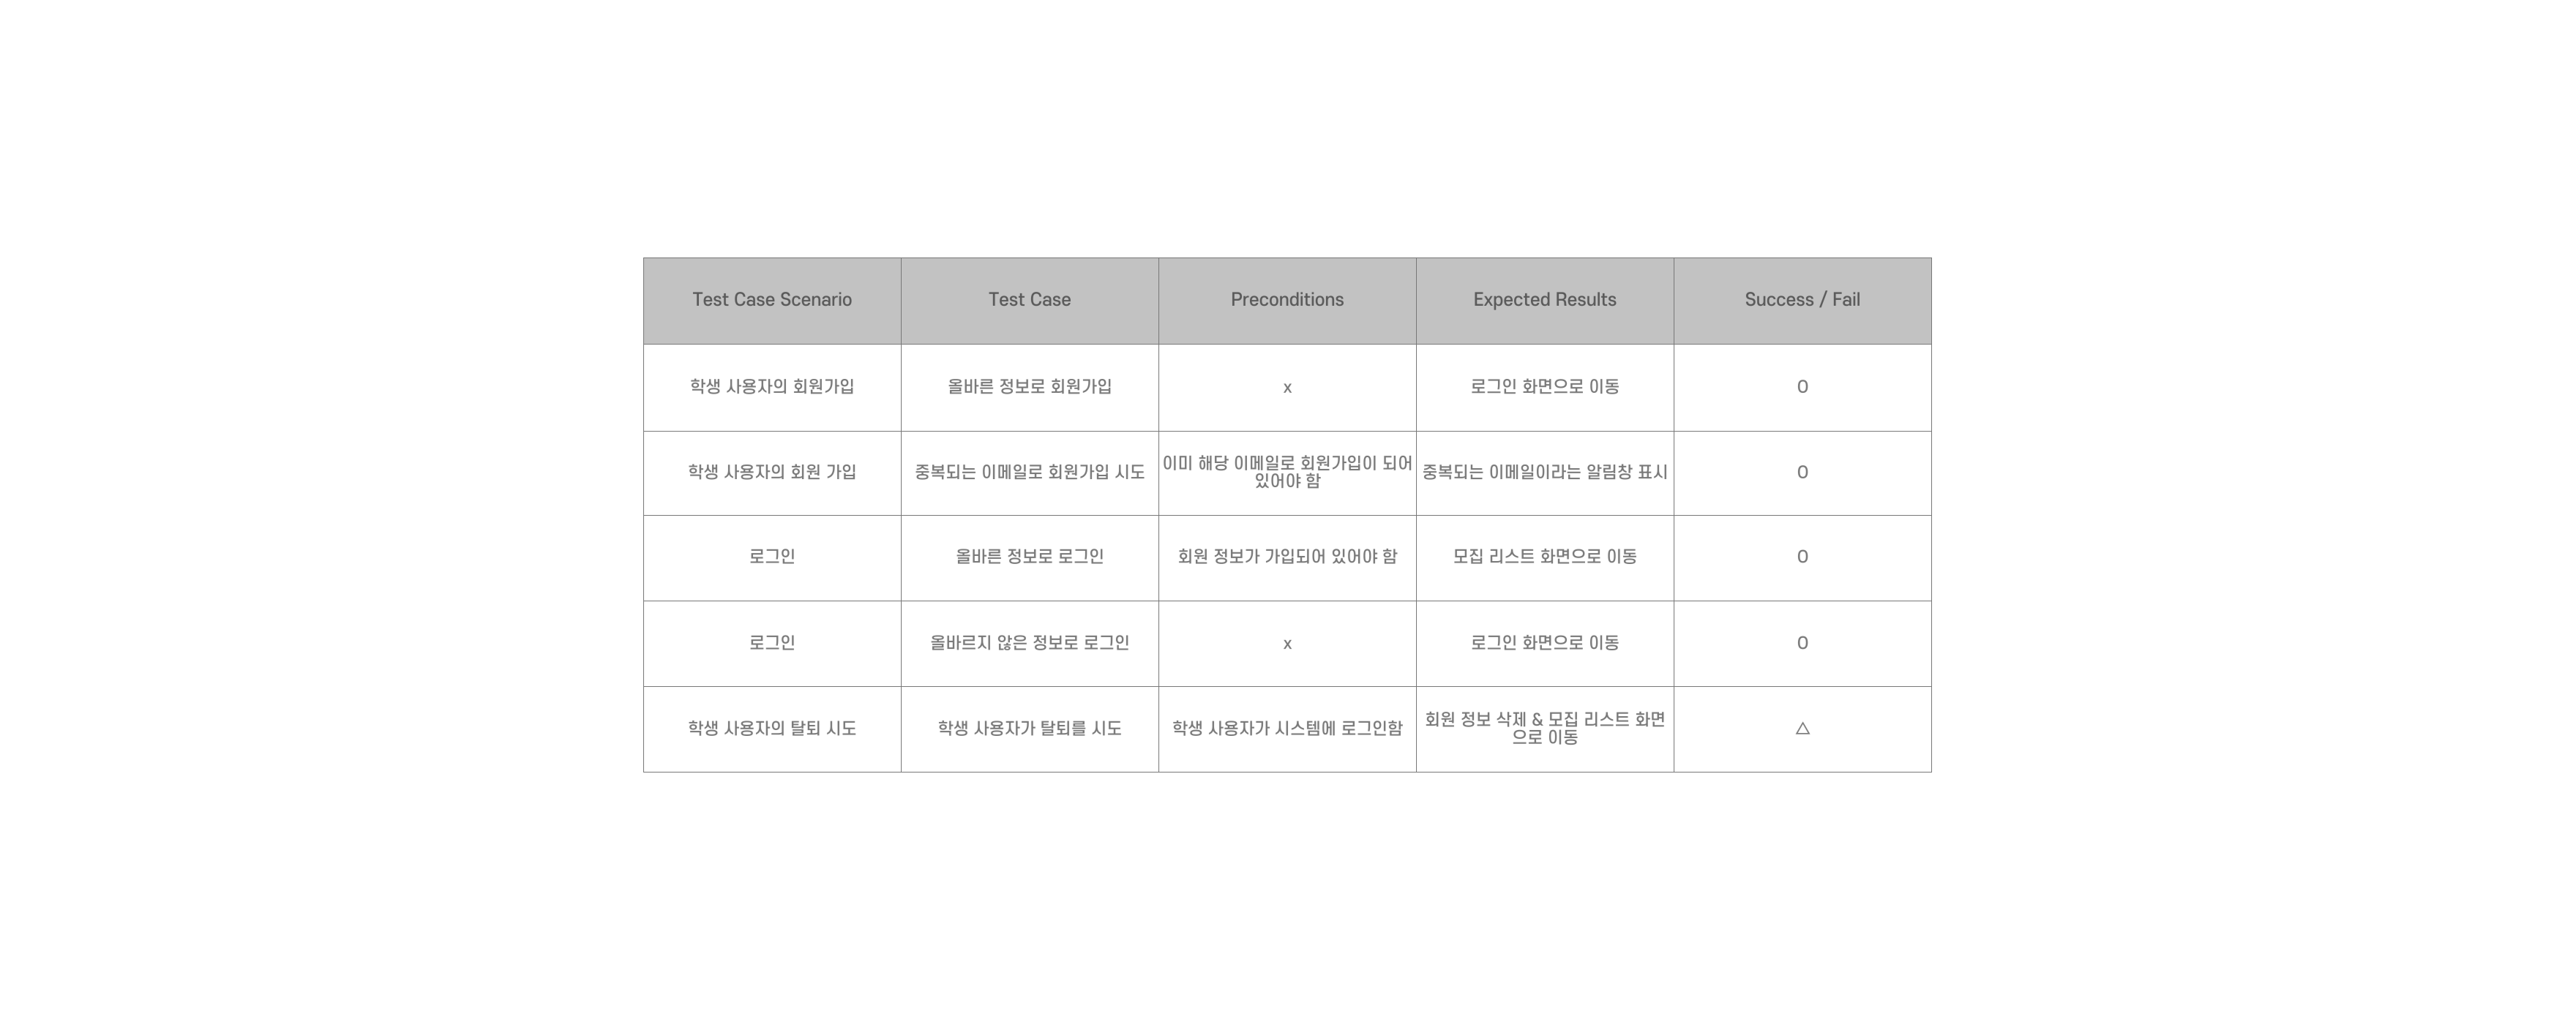 Test Case Scenario Test Case Preconditions Expected Results Success / Fail
학생 사용자의 회원가입 올바른 정보로 회원가입 x 로그인 화면으로 이동 O
학생 사용자의 회원 가입 중복되는 이메일로 회원가입 시도 이미 해당 이메일로 회원가입이 되어 있어야 함 중복되는 이메일이라는 알림창 표시 O
로그인 올바른 정보로 로그인 회원 정보가 가입되어 있어야 함 모집 리스트 화면으로 이동 O
로그인 올바르지 않은 정보로 로그인 x 로그인 화면으로 이동 O
학생 사용자의 탈퇴 시도 학생 사용자가 탈퇴를 시도 학생 사용자가 시스템에 로그인함 회원 정보 삭제 & 모집 리스트 화면으로 이동 △